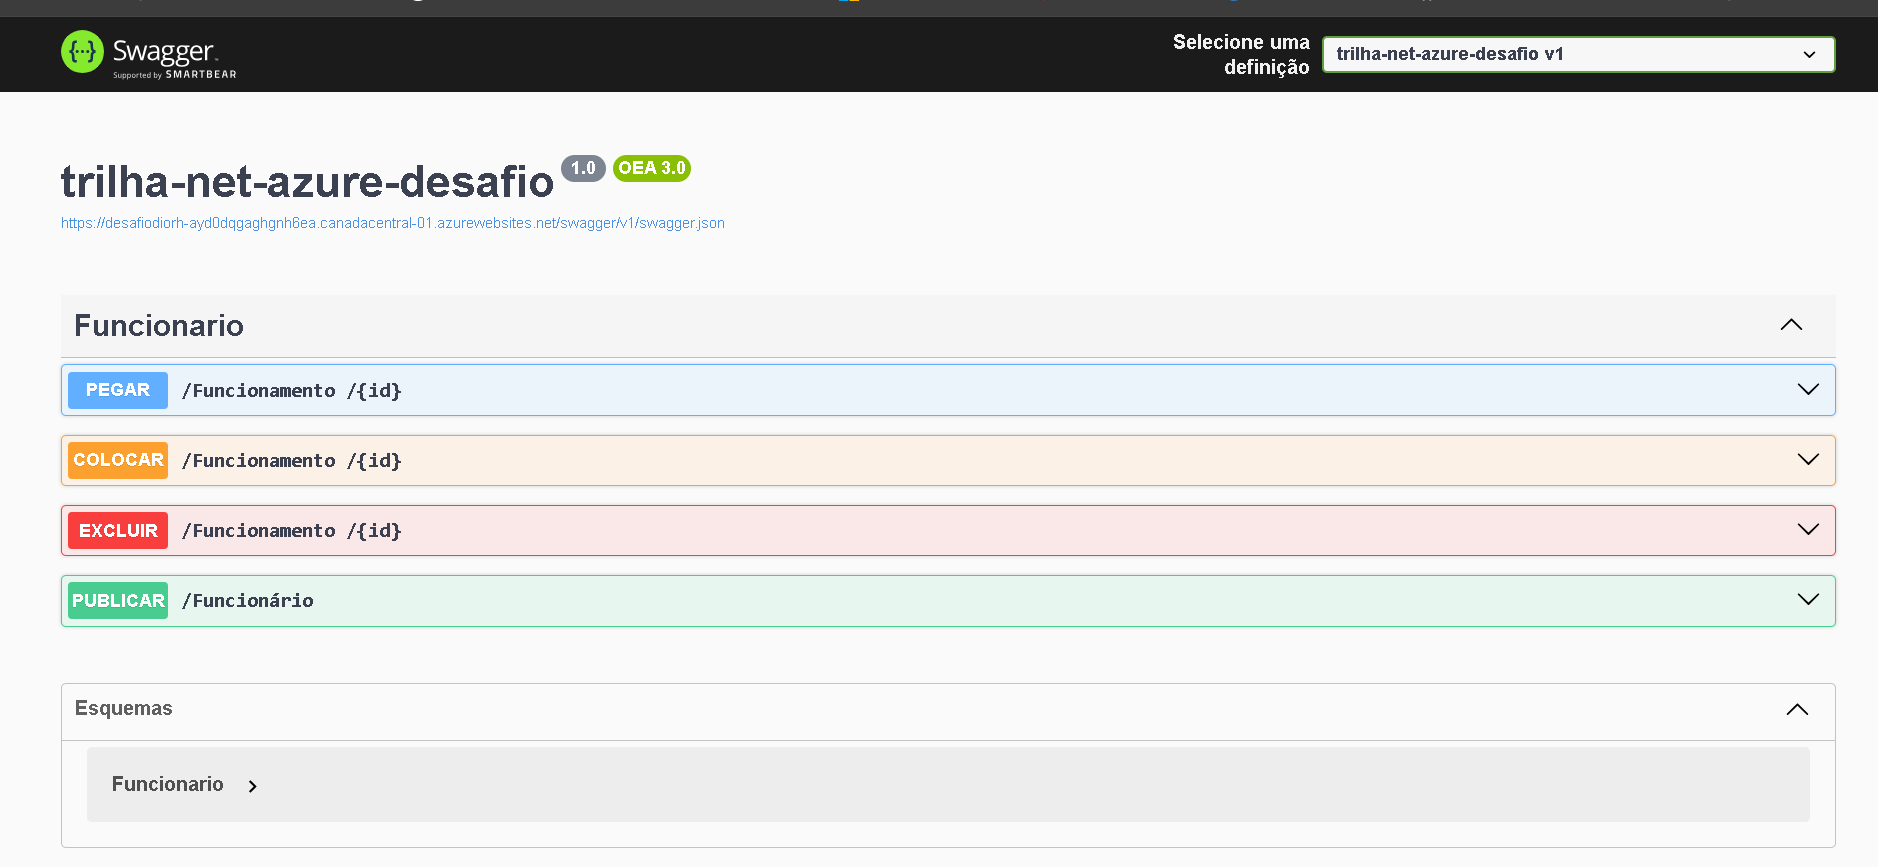 Swagger
Supported by SMARTBEAR
Selecione uma
definição
trilha-net-azure-desafio v1
trilha-net-azure-desafio 1.0 OEA 3.0
https://desafiodiorh-ayd0dqgaghgnh6ea.canadacentral-01.azurewebsites.net/swagger/v1/swagger.json
Funcionario
PEGAR /Funcionamento /{id}
COLOCAR /Funcionamento /{id}
EXCLUIR /Funcionamento /{id}
PUBLICAR /Funcionário
Esquemas
Funcionario